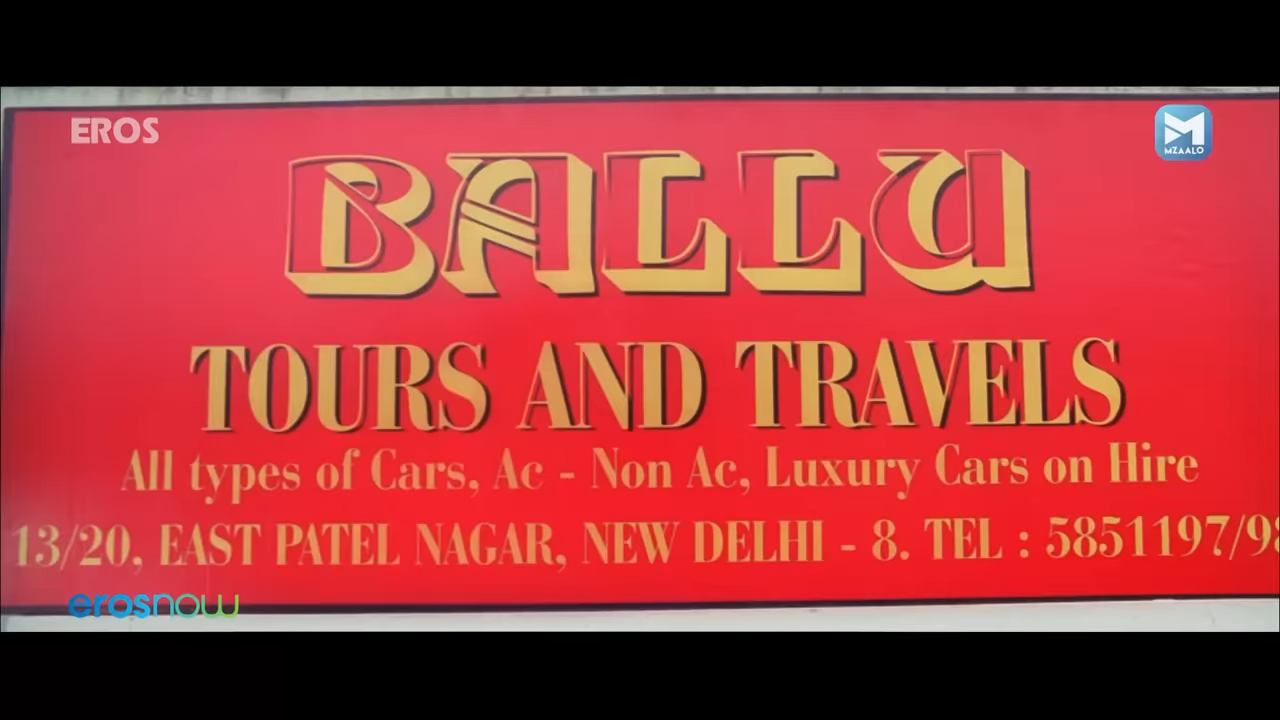 EROS
MZAALO
BALLU
TOURS AND TRAVELS
All types of Cars, Ac - Non Ac, Luxury Cars on Hire
13/20, EAST PATEL NAGAR, NEW DELHI - 8. TEL : 5851197/98
erosnow